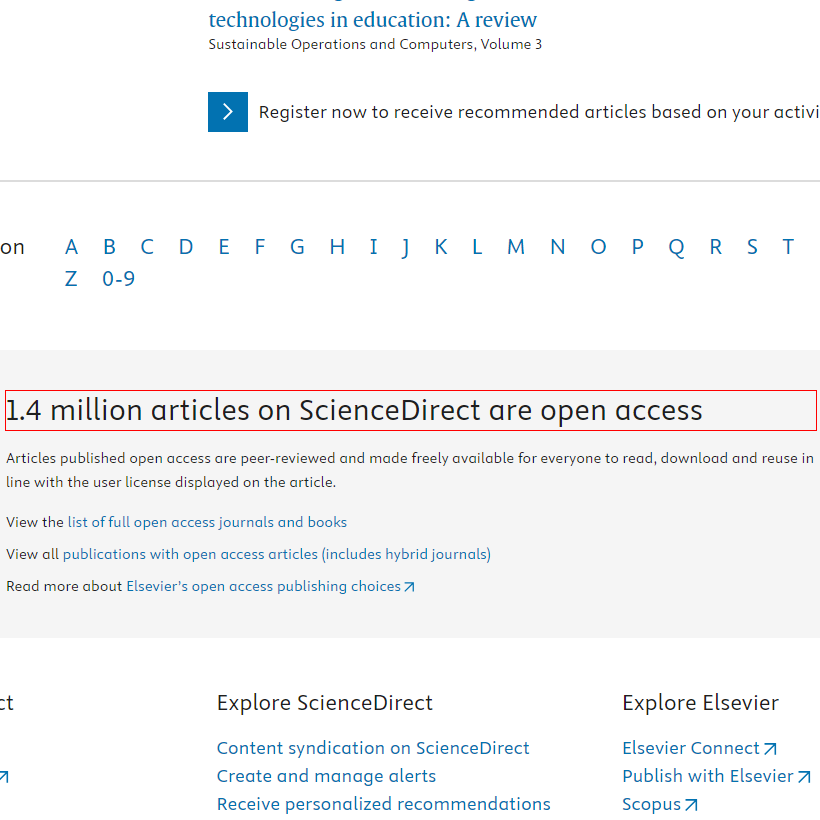 technologies in education: A review
Sustainable Operations and Computers, Volume 3
Register now to receive recommended articles based on your activi
on A B C D E F G H I J K L M N O P Q R S T
Z 0-9
1.4 million articles on ScienceDirect are open access
Articles published open access are peer-reviewed and made freely available for everyone to read, download and reuse in
line with the user license displayed on the article.
View the list of full open access journals and books
View all publications with open access articles (includes hybrid journals)
Read more about Elsevier's open access publishing choices
ct
Explore ScienceDirect
Content syndication on ScienceDirect
Create and manage alerts
Receive personalized recommendations
Explore Elsevier
Elsevier Connect
Publish with Elsevier
Scopus